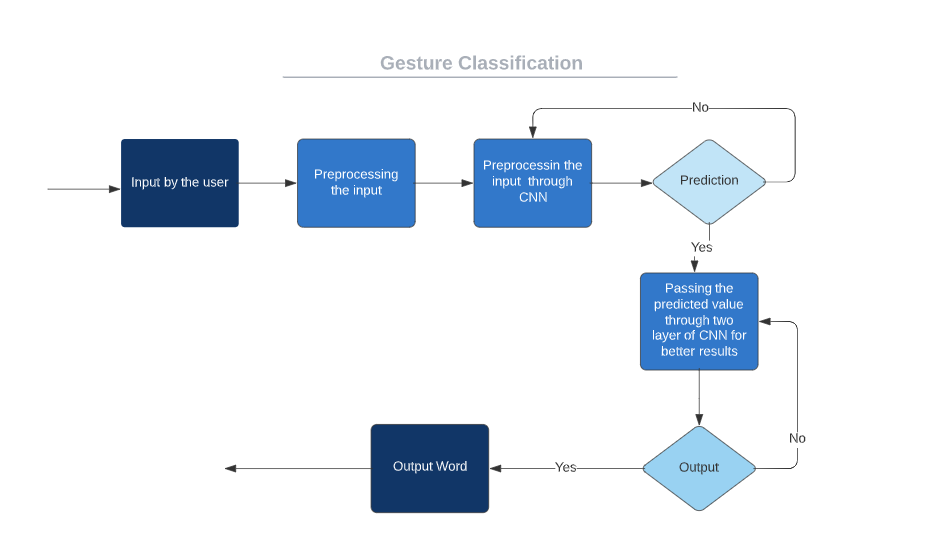 Gesture Classification
No
Input by the user
Preprocessing
the input
Preprocessin the
input through
CNN
Prediction
Yes
Passing the
predicted value
through two
layer of CNN for
better results
No
Output Word
Yes
Output